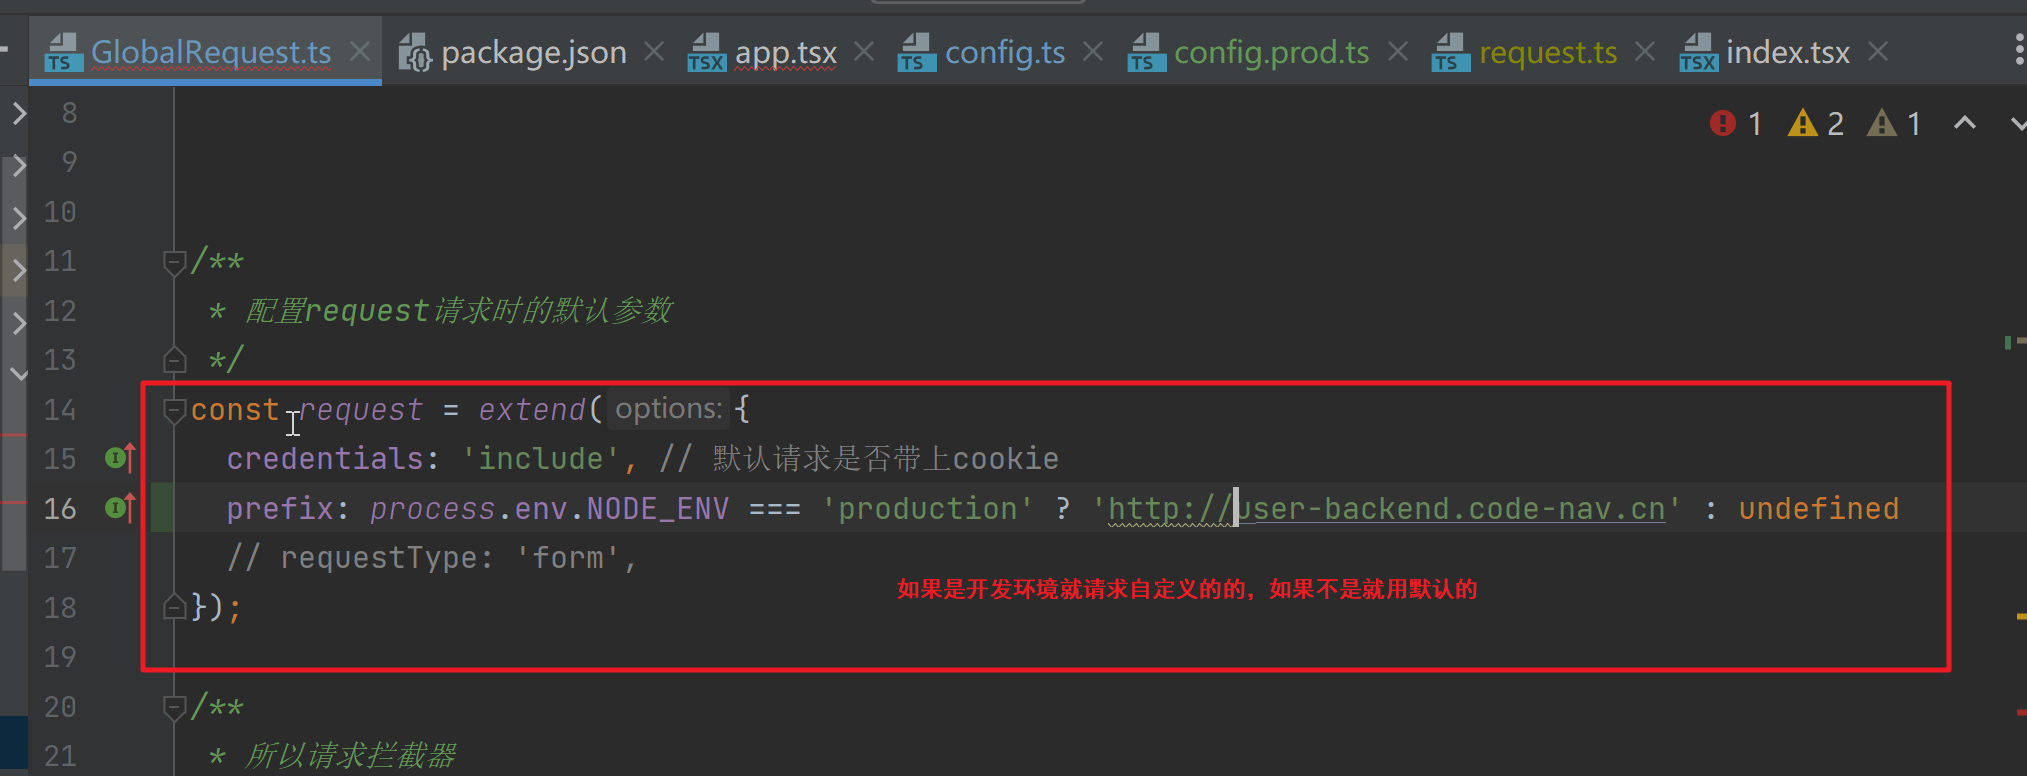 GlobalRequest.ts package.json app.tsx config.ts config.prod.ts request.ts index.tsx
8 1 2 1
9
10
11 /**
12 * 配置request请求时的默认参数
13 */
14 const request = extend( options: {
15 credentials: 'include', // 默认请求是否带上cookie
16 prefix: process.env.NODE_ENV === 'production' ? 'http://user-backend.code-nav.cn' : undefined
17 // requestType: 'form',
如果是开发环境就请求自定义的的，如果不是就用默认的
18 });
19
20 /**
21 * 所以请求拦截器